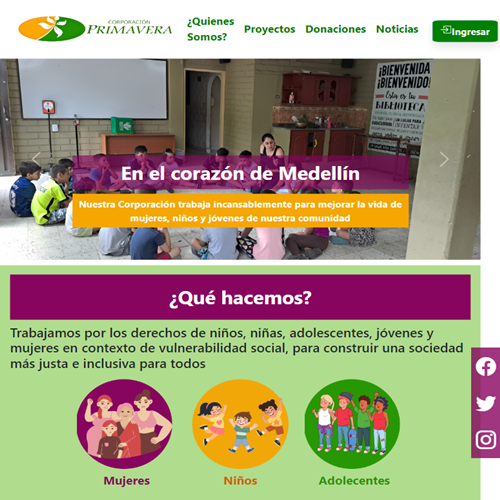 CORPORACIÓN
PRIMAVERA
¿Quienes
Somos?
Proyectos
Donaciones
Noticias
Ingresar
¡BIENVENIDA!
¡BIENVENIDO!
Esta es tu
BIBLIOTECA
En el corazón de Medellín
Nuestra Corporación trabaja incansablemente para mejorar la vida de
mujeres, niños y jóvenes de nuestra comunidad
¿Qué hacemos?
Trabajamos por los derechos de niños, niñas, adolescentes, jóvenes y
mujeres en contexto de vulnerabilidad social, para construir una sociedad
más justa e inclusiva para todos
Mujeres
Niños
Adolecentes